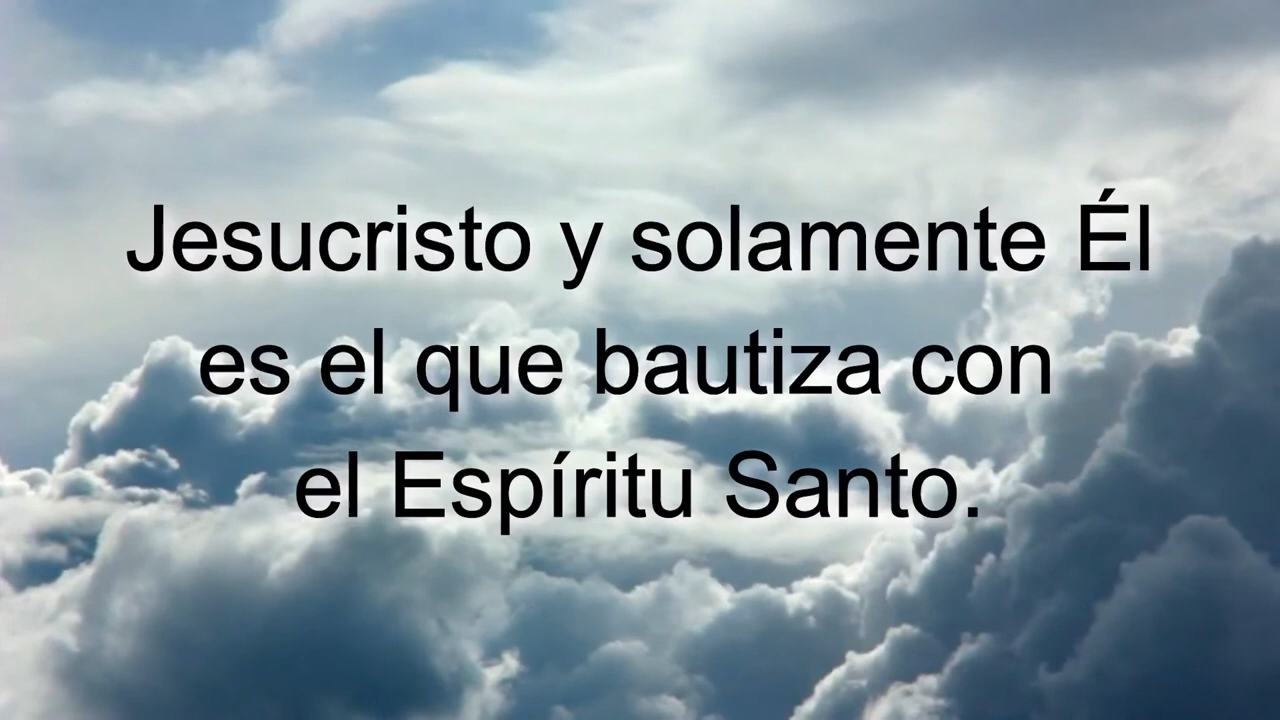 Jesucristo y solamente Él
es el que bautiza con
el Espíritu Santo.